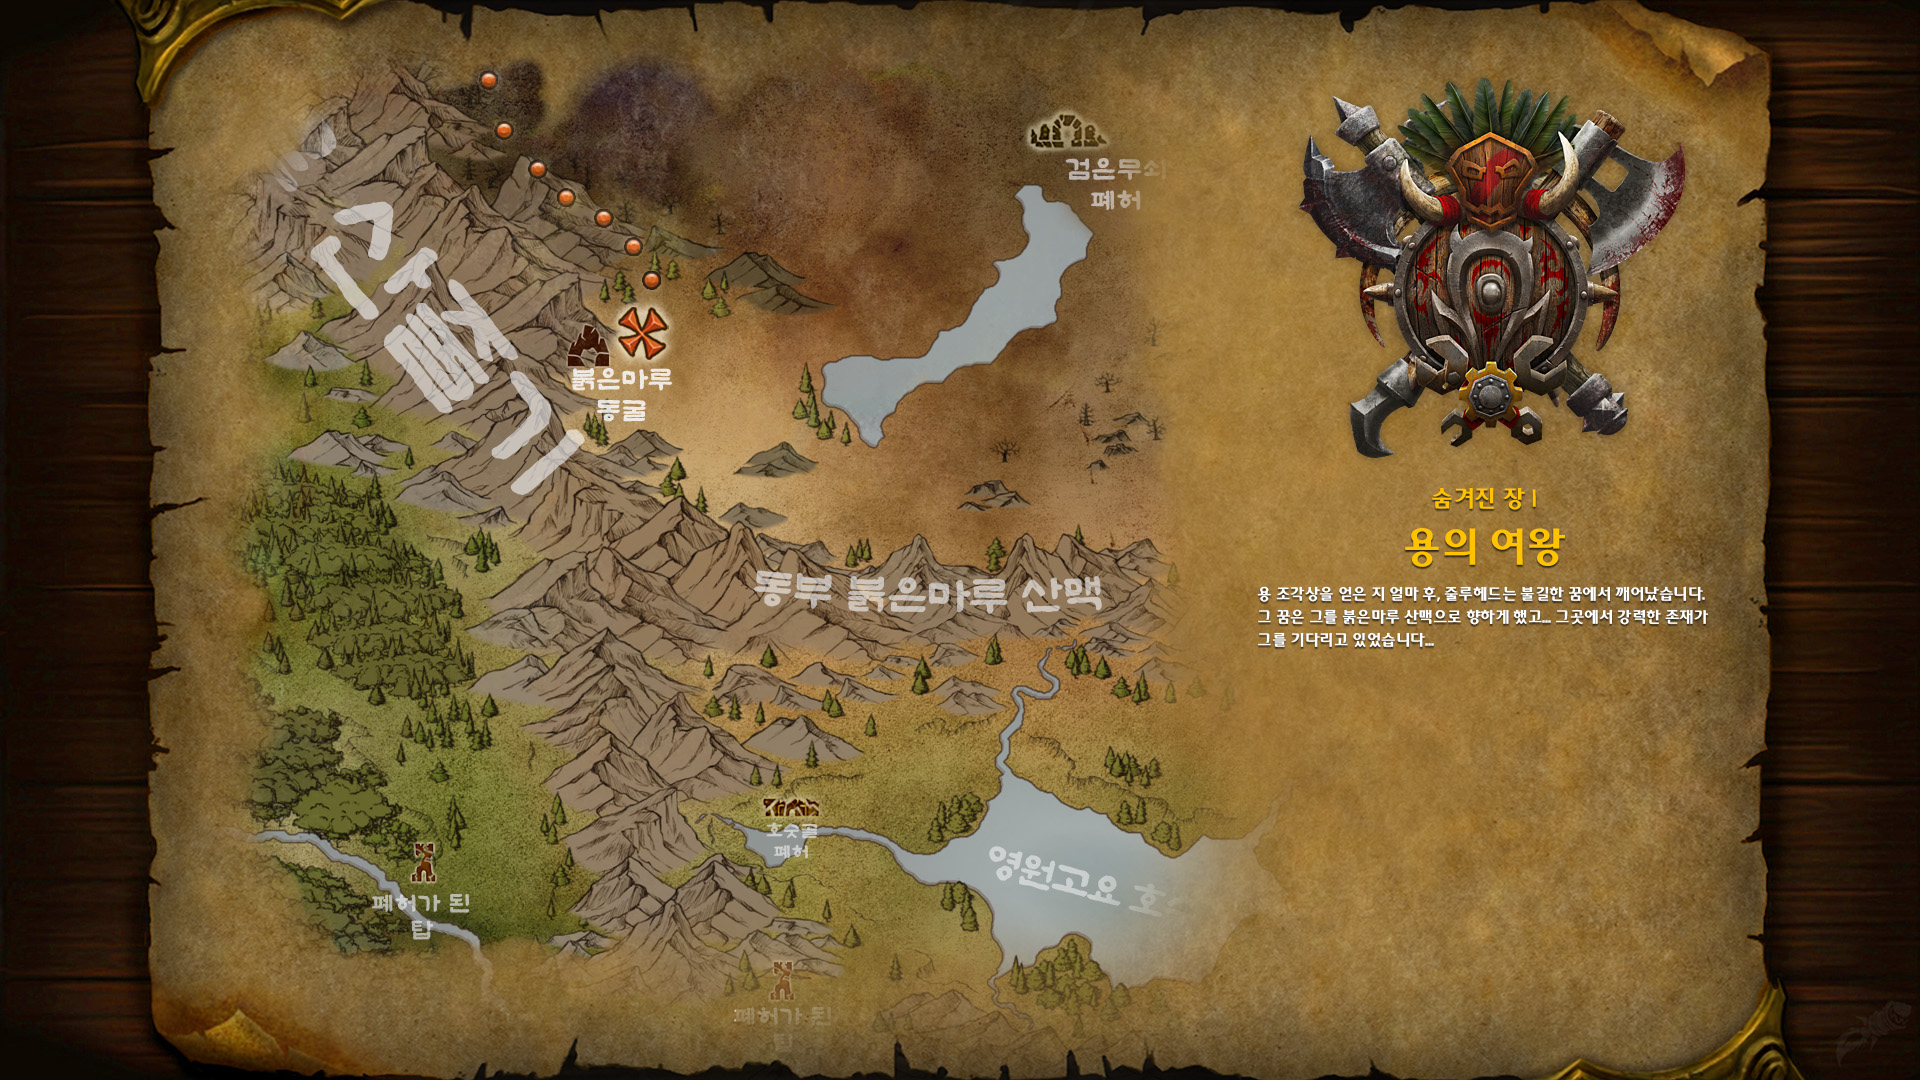 검은무쇠
폐허
붉은마루
동굴
동부 붉은마루 산맥
호숫골
폐허
영원고요 호수
폐허가 된
탑
폐허가 된
탑
숨겨진 장 I
용의 여왕
용 조각상을 얻은 지 얼마 후, 줄루헤드는 불길한 꿈에서 깨어났습니다.
그 꿈은 그를 붉은마루 산맥으로 향하게 했고... 그곳에서 강력한 존재가
그를 기다리고 있었습니다...